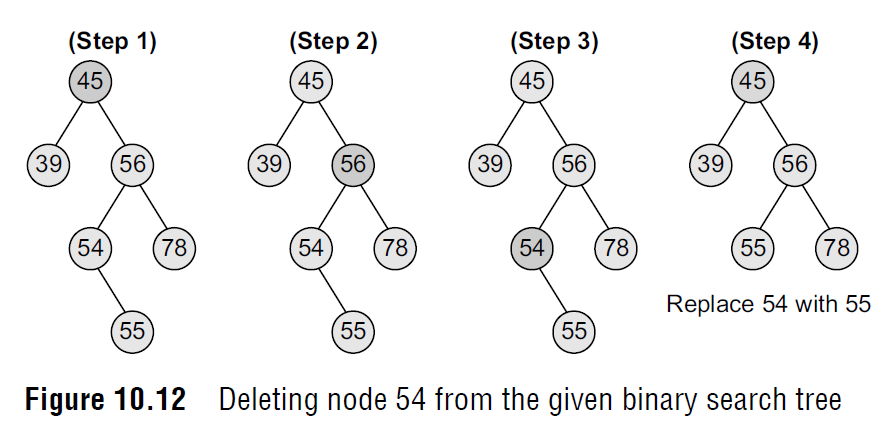 (Step 1) (Step 2) (Step 3) (Step 4)
45 45 45 45
39 56 39 56 39 56 39 56
54 78 54 78 54 78 55 78
55 55 55
Replace 54 with 55
Figure 10.12 Deleting node 54 from the given binary search tree